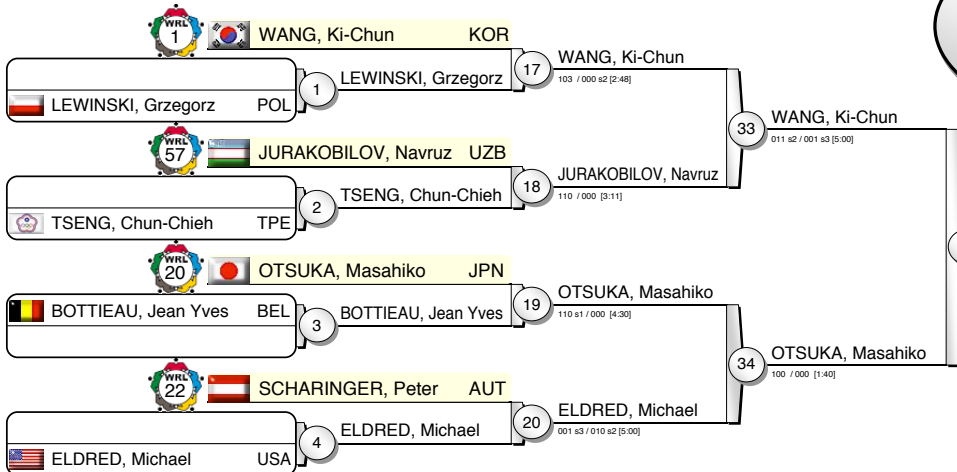 WRL
1
WANG, Ki-Chun KOR
LEWINSKI, Grzegorz POL
1
LEWINSKI, Grzegorz
17
WANG, Ki-Chun
103 / 000 s2 [2:48]
WRL
57
JURAKOBILOV, Navruz UZB
TSENG, Chun-Chieh TPE
2
TSENG, Chun-Chieh
18
JURAKOBILOV, Navruz
110 / 000 [3:11]
33
WANG, Ki-Chun
011 s2 / 001 s3 [5:00]
WRL
20
OTSUKA, Masahiko JPN
BOTTIEAU, Jean Yves BEL
3
BOTTIEAU, Jean Yves
19
OTSUKA, Masahiko
110 s1 / 000 [4:30]
WRL
22
SCHARINGER, Peter AUT
ELDRED, Michael USA
4
ELDRED, Michael
20
ELDRED, Michael
001 s3 / 010 s2 [5:00]
34
OTSUKA, Masahiko
100 / 000 [1:40]